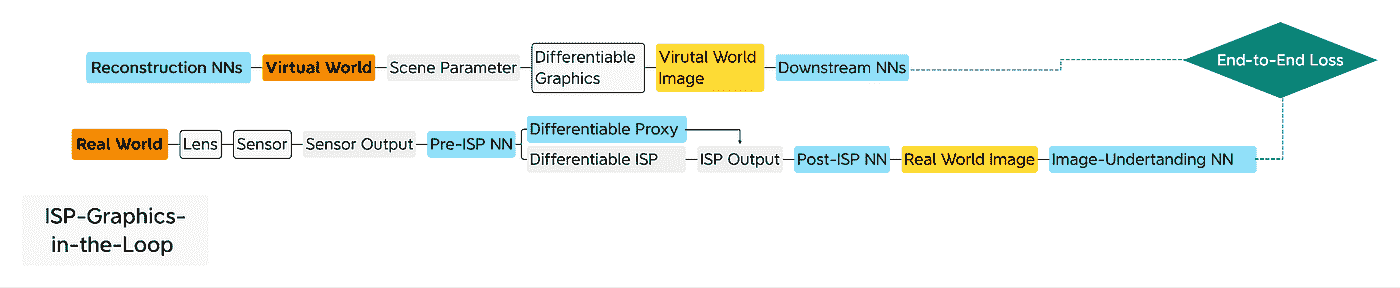 Reconstruction NNs
Virtual World
Scene Parameter
Differentiable
Graphics
Virutal World
Image
Downstream NNs
End-to-End Loss
Real World
Lens
Sensor
Sensor Output
Pre-ISP NN
Differentiable Proxy
Differentiable ISP
ISP Output
Post-ISP NN
Real World Image
Image-Undertanding NN
ISP-Graphics-
in-the-Loop